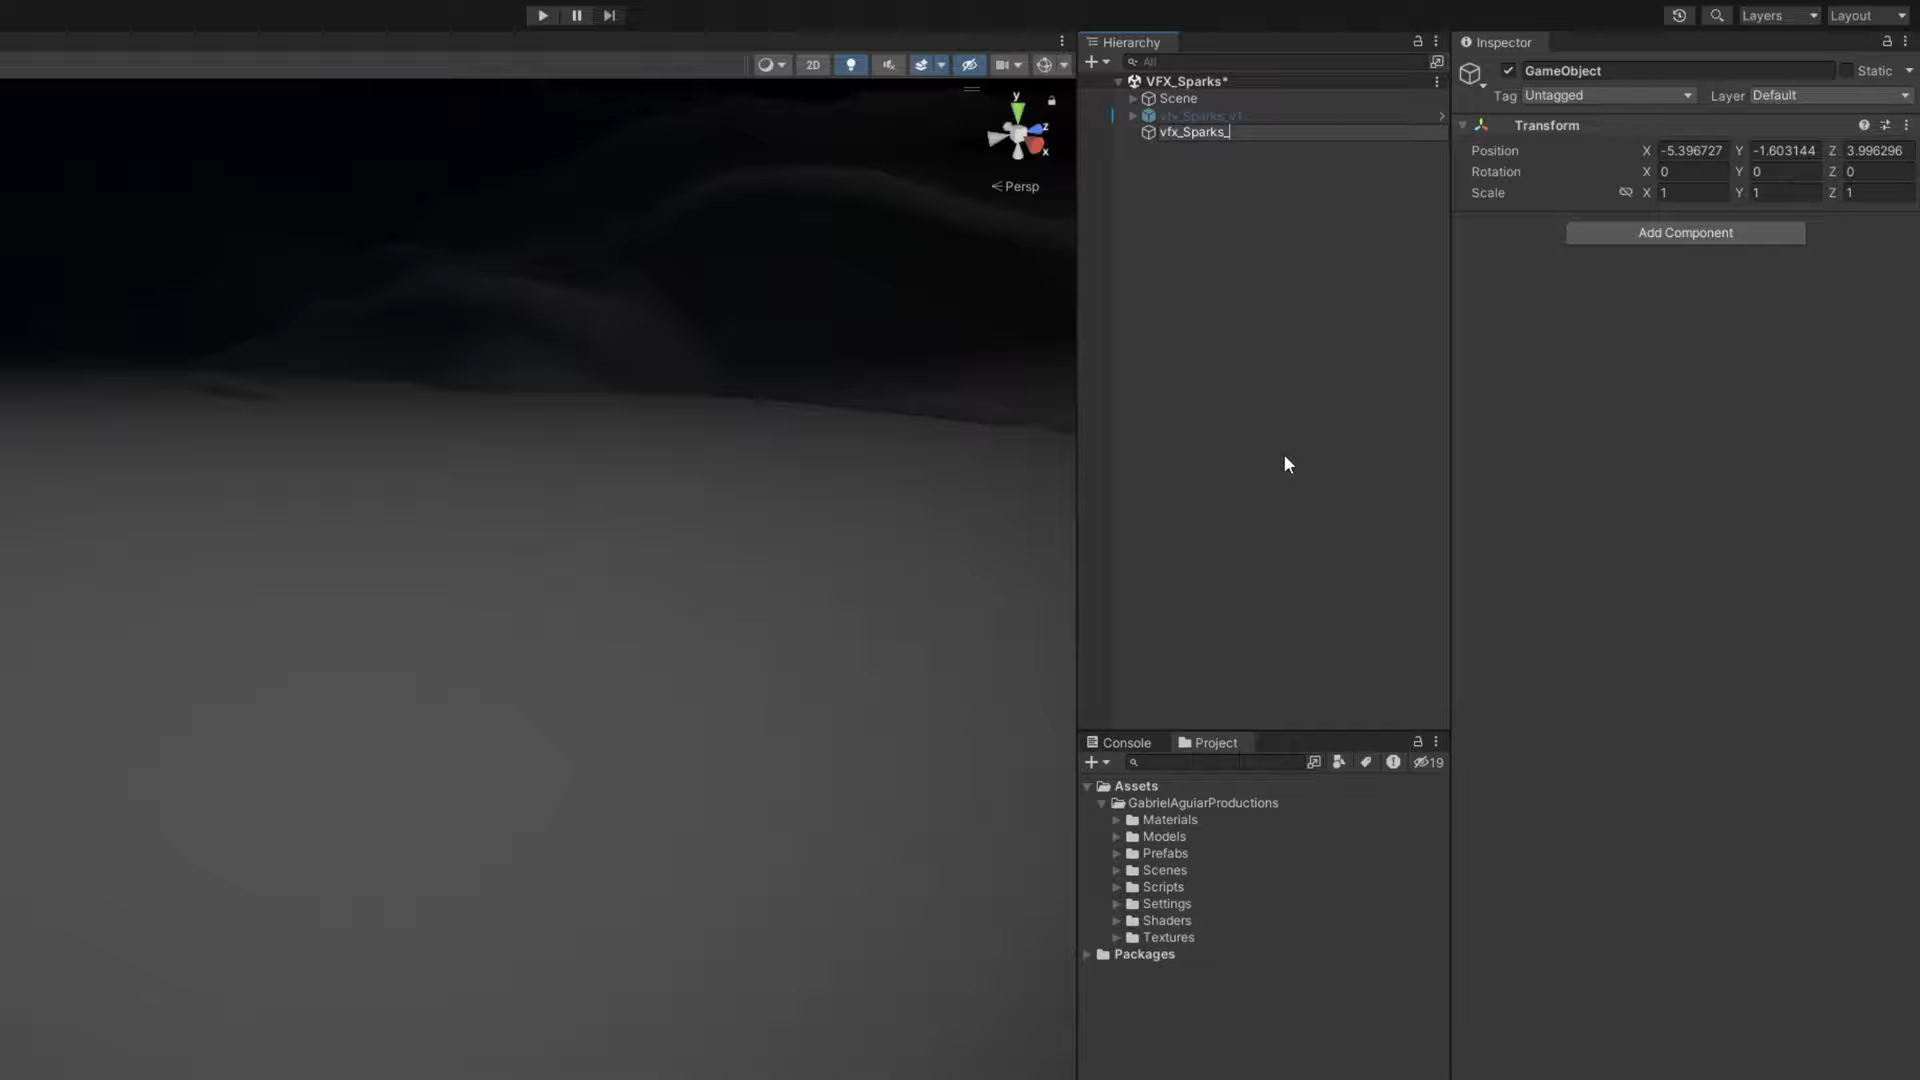 Layers
Layout
Hierarchy
Inspector
2D
All
VFX_Sparks*
Scene
vfx_Sparks_v1
vfx_Sparks_
y
z
x
Persp
GameObject
Static
Tag Untagged
Layer Default
Transform
Position X -5.396727 Y -1.603144 Z 3.996296
Rotation X 0 Y 0 Z 0
Scale X 1 Y 1 Z 1
Add Component
Console
Project
19
Assets
GabrielAguiarProductions
Materials
Models
Prefabs
Scenes
Scripts
Settings
Shaders
Textures
Packages